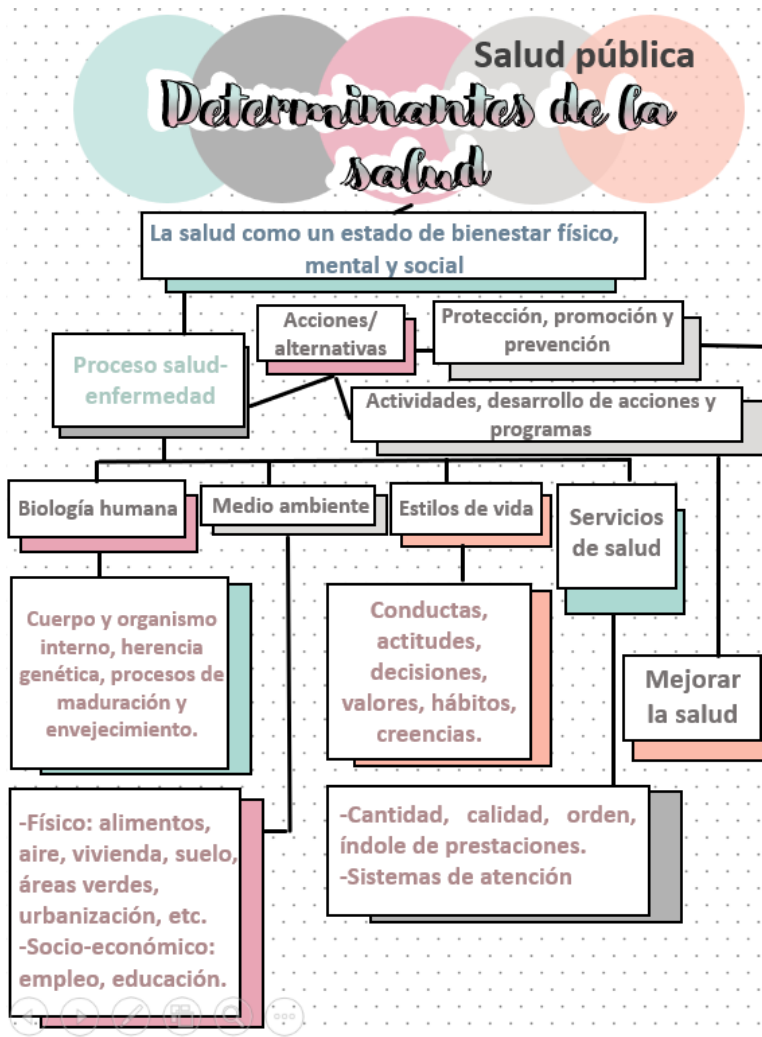 Salud pública
Determinantes de la
salud
La salud como un estado de bienestar físico,
mental y social
Acciones/
alternativas
Protección, promoción y
prevención
Proceso salud-
enfermedad
Actividades, desarrollo de acciones y
programas
Biología humana
Medio ambiente
Estilos de vida
Servicios
de salud
Cuerpo y organismo
interno, herencia
genética, procesos de
maduración y
envejecimiento.
Conductas,
actitudes,
decisiones,
valores, hábitos,
creencias.
Mejorar
la salud
-Físico: alimentos,
aire, vivienda, suelo,
áreas verdes,
urbanización, etc.
-Socio-económico:
empleo, educación.
-Cantidad, calidad, orden,
índole de prestaciones.
-Sistemas de atención